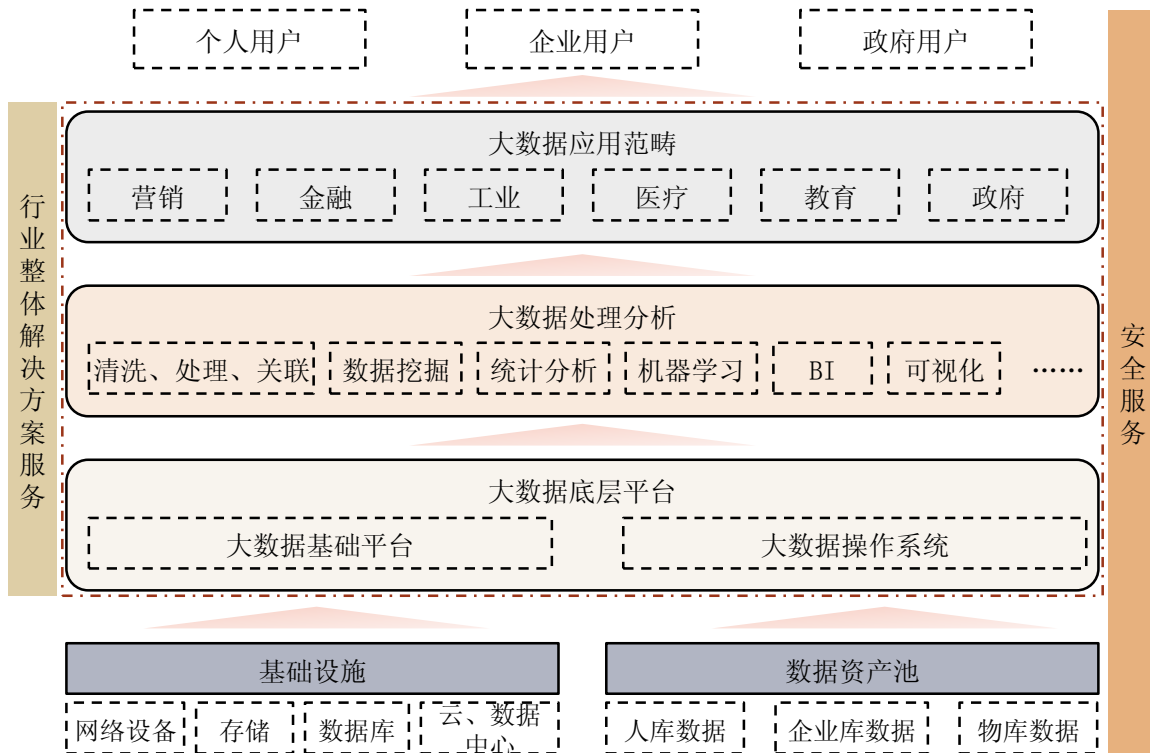 个人用户
企业用户
政府用户
大数据应用范畴
营销
金融
工业
医疗
教育
政府
大数据处理分析
清洗、处理、关联
数据挖掘
统计分析
机器学习
BI
可视化
……
大数据底层平台
大数据基础平台
大数据操作系统
基础设施
数据资产池
网络设备
存储
数据库
云、数据
中心
人库数据
企业库数据
物库数据
行业整体解决方案服务
安全服务